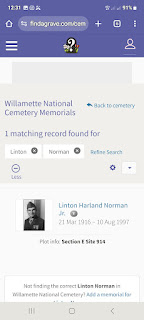 12:31
91%
findagrave.com/cem
Willamette National
Cemetery Memorials
Back to cemetery
1 matching record found for
Linton
Norman
Refine Search
Less
Linton Harland Norman
Jr.
21 Mar 1916 – 10 Aug 1997
Plot info: Section E Site 914
Not finding the correct Linton Norman in
Willamette National Cemetery? Add a memorial for